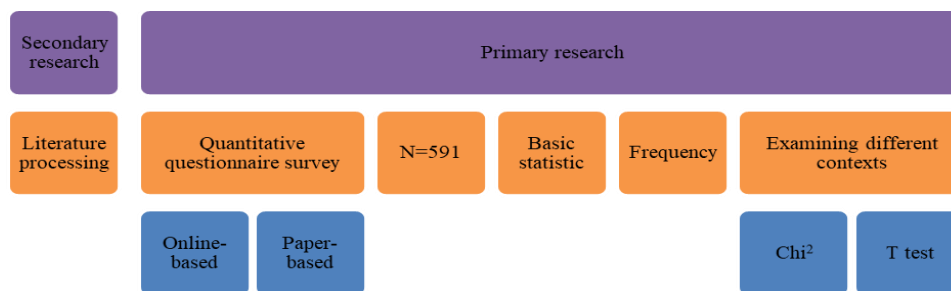 Secondary
research
Primary research
Literature
processing
Quantitative
questionnaire survey
N=591
Basic
statistic
Frequency
Examining different
contexts
Online-
based
Paper-
based
Chi²
T test